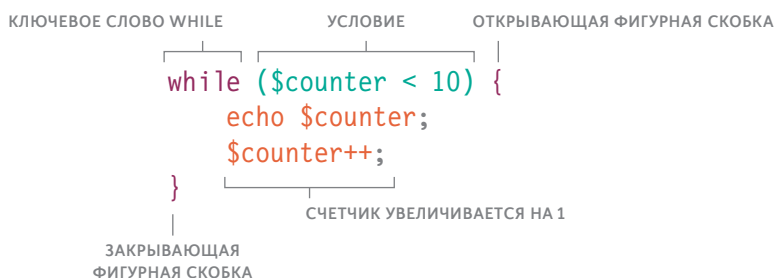 КЛЮЧЕВОЕ СЛОВО WHILE
УСЛОВИЕ
ОТКРЫВАЮЩАЯ ФИГУРНАЯ СКОБКА
while ($counter < 10) {
echo $counter;
$counter++;
}
СЧЕТЧИК УВЕЛИЧИВАЕТСЯ НА 1
ЗАКРЫВАЮЩАЯ
ФИГУРНАЯ СКОБКА